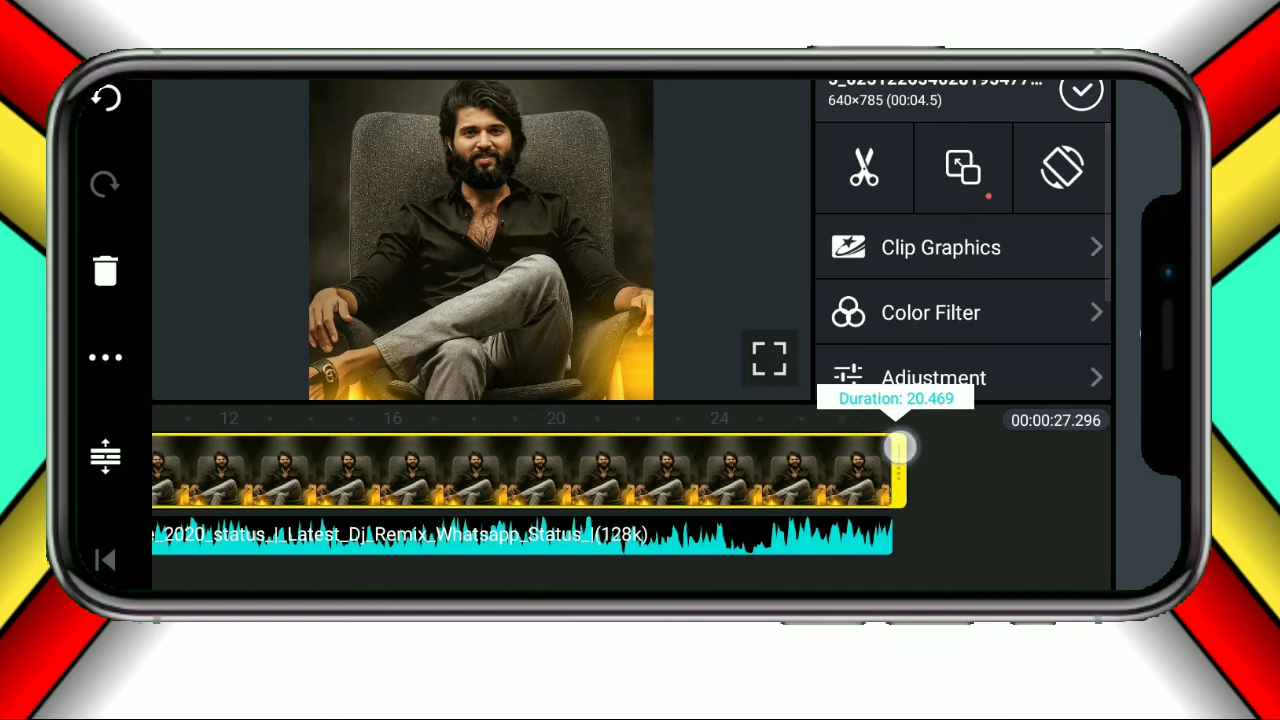 640×785 (00:04.5)
Clip Graphics
Color Filter
Adjustment
Duration: 20.469
12
16
20
24
00:00:27.296
_2020_status_|_Latest_Dj_Remix_Whatsapp_Status_|(128k)